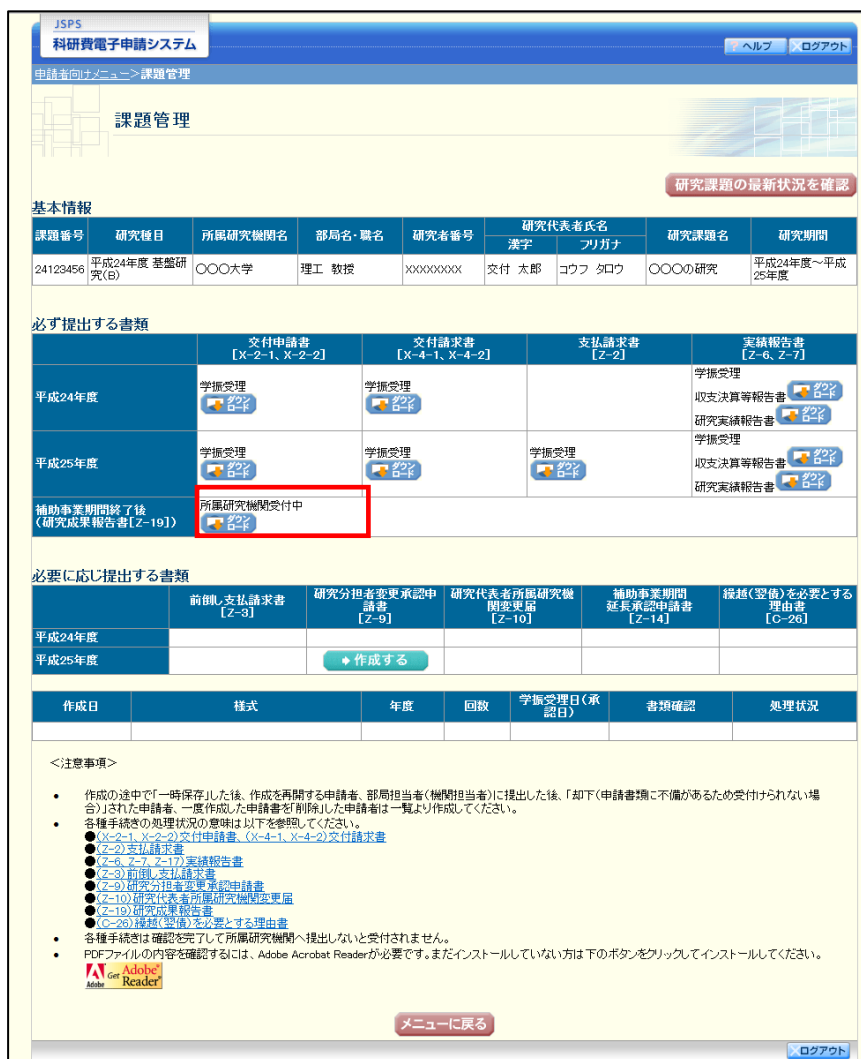 JSPS
科研費電子申請システム
? ヘルプ
×ログアウト
申請者向けメニュー>課題管理
課題管理
研究課題の最新状況を確認
基本情報
課題番号 研究種目 所属研究機関名 部局名・職名 研究者番号 研究代表者氏名 研究課題名 研究期間
漢字 フリガナ
24123456 平成24年度 基盤研究(B) 〇〇〇大学 理工 教授 XXXXXXXX 交付 太郎 コウフ タロウ 〇〇〇の研究 平成24年度～平成25年度
必ず提出する書類
交付申請書 [X-2-1、X-2-2] 交付請求書 [X-4-1、X-4-2] 支払請求書 [Z-2] 実績報告書 [Z-6、Z-7]
平成24年度
学振受理 ダウンロード
学振受理 ダウンロード
学振受理
収支決算等報告書 ダウンロード
研究実績報告書 ダウンロード
平成25年度
学振受理 ダウンロード
学振受理 ダウンロード
学振受理 ダウンロード
学振受理
収支決算等報告書 ダウンロード
研究実績報告書 ダウンロード
補助事業期間終了後
(研究成果報告書[Z-19])
所属研究機関受付中
ダウンロード
必要に応じ提出する書類
前倒し支払請求書 [Z-3] 研究分担者変更承認申請書 [Z-9] 研究代表者所属研究機関変更届 [Z-10] 補助事業期間延長承認申請書 [Z-14] 繰越(翌債)を必要とする理由書 [C-26]
平成24年度
平成25年度 作成する
作成日 様式 年度 回数 学振受理日(承認日) 書類確認 処理状況
<注意事項>
• 作成の途中で「一時保存」した後、作成を再開する申請者、部局担当者(機関担当者)に提出した後、「却下(申請書類に不備があるため受付けられない場
合)」された申請者、一度作成した申請書を「削除」した申請者は一覧より作成してください。
• 各種手続きの処理状況の意味は以下を参照してください。
●(X-2-1、X-2-2)交付申請書、(X-4-1、X-4-2)交付請求書
●(Z-2)支払請求書
●(Z-6、Z-7、Z-17)実績報告書
●(Z-3)前倒し支払請求書
●(Z-9)研究分担者変更承認申請書
●(Z-10)研究代表者所属研究機関変更届
●(Z-19)研究成果報告書
●(C-26)繰越(翌債)を必要とする理由書
• 各種手続きは確認を完了して所属研究機関へ提出しないと受付されません。
• PDFファイルの内容を確認するには、Adobe Acrobat Readerが必要です。まだインストールしていない方は下のボタンをクリックしてインストールしてください。
Adobe Get Adobe Reader
メニューに戻る
×ログアウト